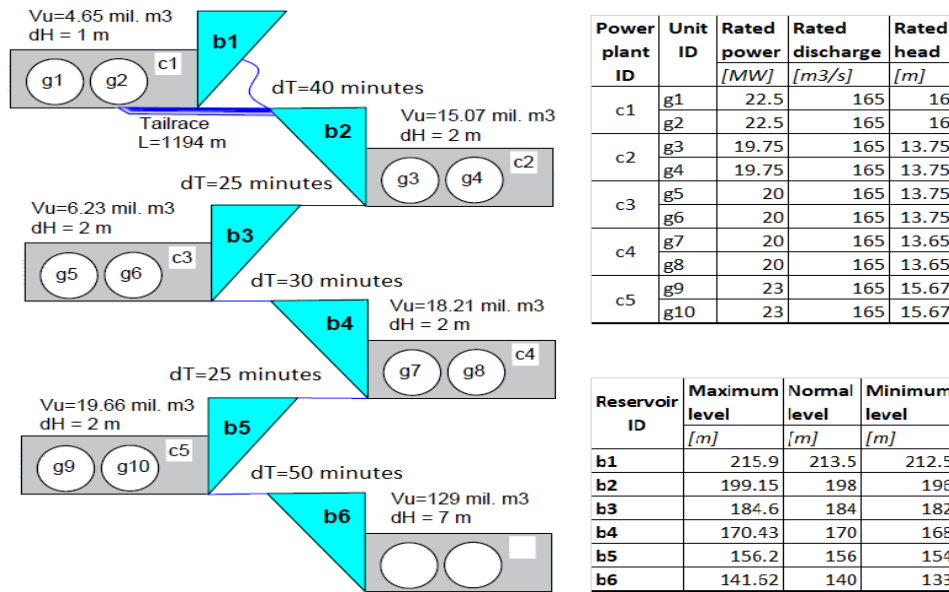 Vu=4.65 mil. m3
dH = 1 m
b1
c1
g1 g2
dT=40 minutes
Tailrace
L=1194 m
b2
Vu=15.07 mil. m3
dH = 2 m
c2
g3 g4
dT=25 minutes
Vu=6.23 mil. m3
dH = 2 m
b3
c3
g5 g6
dT=30 minutes
Vu=18.21 mil. m3
dH = 2 m
b4
c4
g7 g8
dT=25 minutes
Vu=19.66 mil. m3
dH = 2 m
b5
c5
g9 g10
dT=50 minutes
Vu=129 mil. m3
dH = 7 m
b6
Power Unit Rated Rated Rated
plant ID power discharge head
ID [MW] [m3/s] [m]
c1 g1 22.5 165 16
g2 22.5 165 16
c2 g3 19.75 165 13.75
g4 19.75 165 13.75
c3 g5 20 165 13.75
g6 20 165 13.75
c4 g7 20 165 13.65
g8 20 165 13.65
c5 g9 23 165 15.67
g10 23 165 15.67
Reservoir Maximum Normal Minimum
ID level level level
[m] [m] [m]
b1 215.9 213.5 212.5
b2 199.15 198 196
b3 184.6 184 182
b4 170.43 170 168
b5 156.2 156 154
b6 141.62 140 133